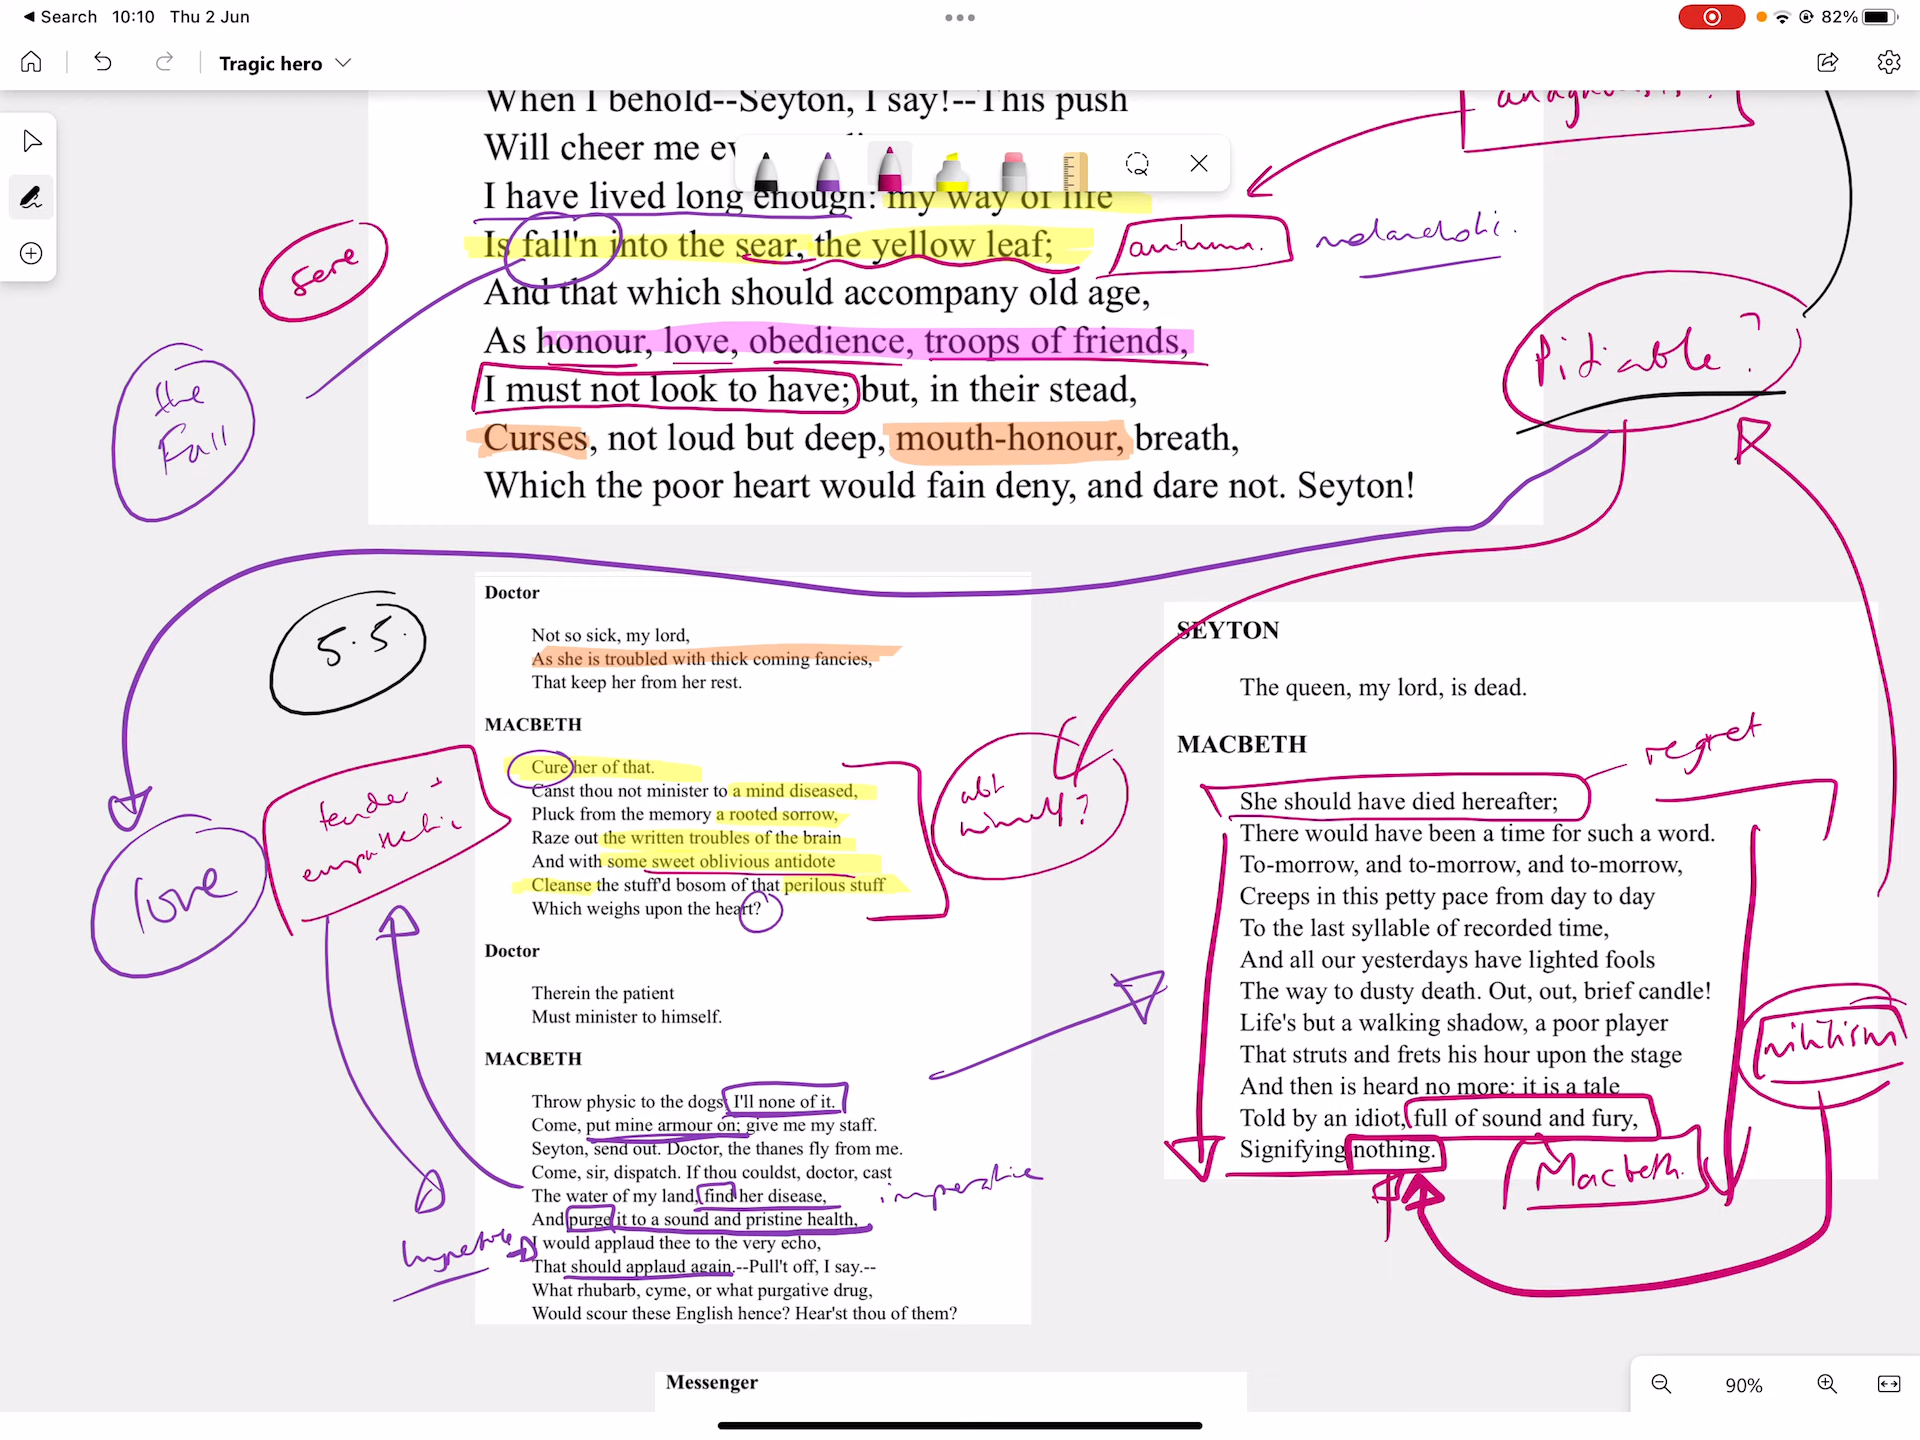 Search 10:10 Thu 2 Jun
82%
Tragic hero
When I behold--Seyton, I say!--This push
Will cheer me
I have lived long enough: my way of life
Is fall'n into the sear, the yellow leaf;
And that which should accompany old age,
As honour, love, obedience, troops of friends,
I must not look to have; but, in their stead,
Curses, not loud but deep, mouth-honour, breath,
Which the poor heart would fain deny, and dare not. Seyton!
sere
autumn.
melancholic.
the
Fall
Pitiable?
5.5.
Doctor
Not so sick, my lord,
As she is troubled with thick coming fancies,
That keep her from her rest.
MACBETH
Cure her of that.
Canst thou not minister to a mind diseased,
Pluck from the memory a rooted sorrow,
Raze out the written troubles of the brain
And with some sweet oblivious antidote
Cleanse the stuff'd bosom of that perilous stuff
Which weighs upon the heart?
Doctor
Therein the patient
Must minister to himself.
MACBETH
Throw physic to the dogs; I'll none of it.
Come, put mine armour on; give me my staff.
Seyton, send out. Doctor, the thanes fly from me.
Come, sir, dispatch. If thou couldst, doctor, cast
The water of my land, find her disease,
And purge it to a sound and pristine health,
I would applaud thee to the very echo,
That should applaud again.--Pull't off, I say.--
What rhubarb, cyme, or what purgative drug,
Would scour these English hence? Hear'st thou of them?
tender +
empathetic
love
abt
himself?
imperative
SEYTON
The queen, my lord, is dead.
MACBETH
She should have died hereafter;
There would have been a time for such a word.
To-morrow, and to-morrow, and to-morrow,
Creeps in this petty pace from day to day
To the last syllable of recorded time,
And all our yesterdays have lighted fools
The way to dusty death. Out, out, brief candle!
Life's but a walking shadow, a poor player
That struts and frets his hour upon the stage
And then is heard no more: it is a tale
Told by an idiot, full of sound and fury,
Signifying nothing.
regret
nihilism
Macbeth.
Messenger
90%